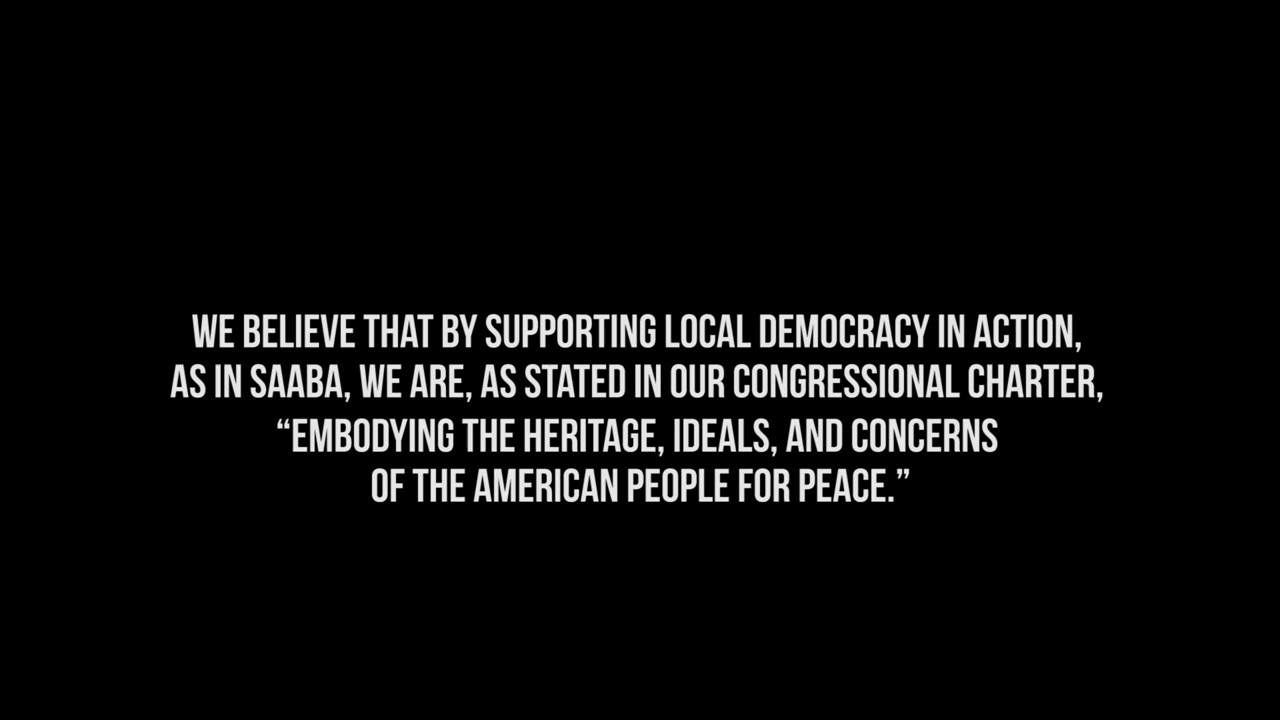 WE BELIEVE THAT BY SUPPORTING LOCAL DEMOCRACY IN ACTION,
AS IN SAABA, WE ARE, AS STATED IN OUR CONGRESSIONAL CHARTER,
“EMBODYING THE HERITAGE, IDEALS, AND CONCERNS
OF THE AMERICAN PEOPLE FOR PEACE.”